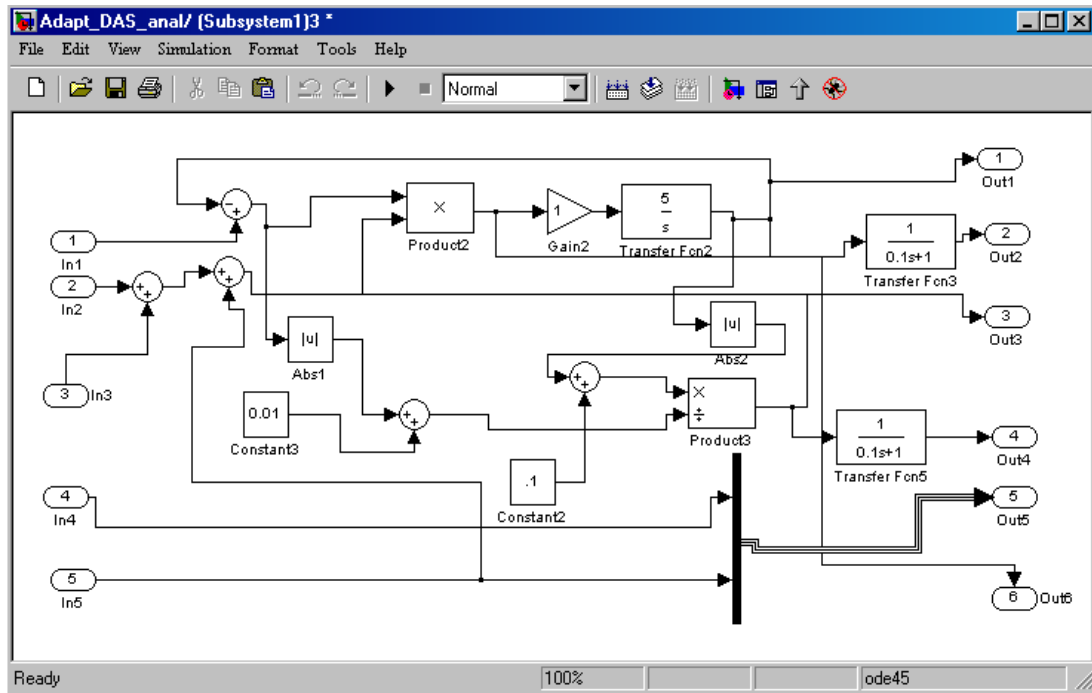 Adapt_DAS_anal/ (Subsystem1)3 *
File Edit View Simulation Format Tools Help
Normal
1
Out1
- +
×
Product2
1
Gain2
5
s
Transfer Fcn2
1
In1
1
0.1s+1
Transfer Fcn3
2
Out2
2
In2
+ +
+ +
3
Out3
|u|
Abs1
|u|
Abs2
3
In3
0.01
Constant3
+ +
+ +
×
÷
Product3
1
0.1s+1
Transfer Fcn5
4
Out4
.1
Constant2
4
In4
5
Out5
5
In5
6
Out6
Ready 100% ode45